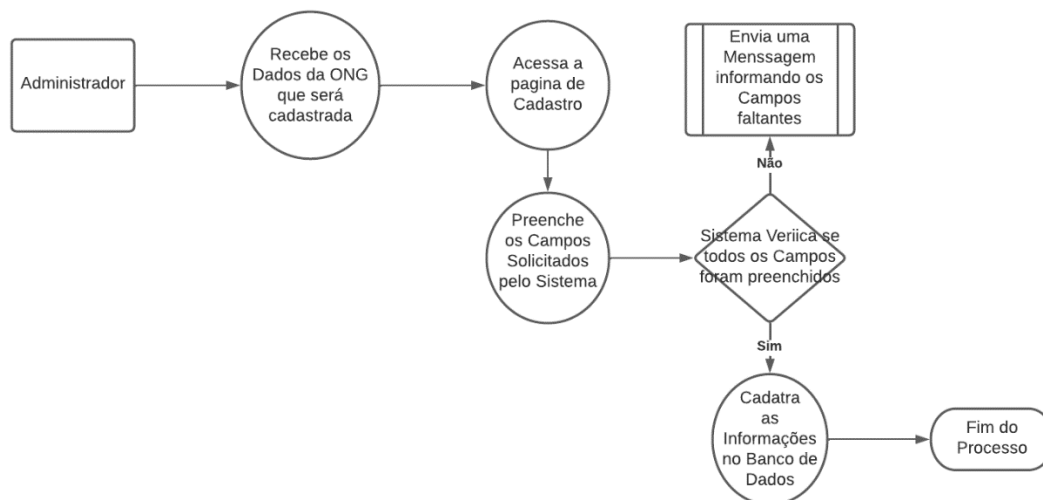 Administrador
Recebe os
Dados da ONG
que será
cadastrada
Acessa a
pagina de
Cadastro
Envia uma
Menssagem
informando os
Campos
faltantes
Não
Preenche
os Campos
Solicitados
pelo Sistema
Sistema Veriica se
todos os Campos
foram preenchidos
Sim
Cadatra
as
Informações
no Banco de
Dados
Fim do
Processo